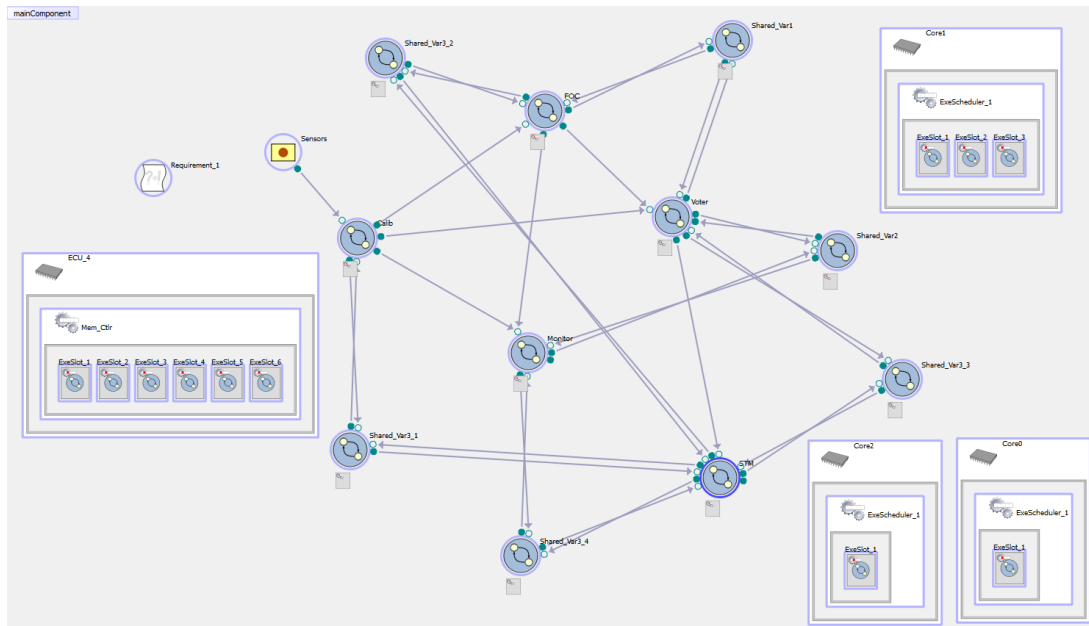 mainComponent
Shared_Var3_2
Shared_Var1
Core1
FOC
ExeScheduler_1
Sensors
ExeSlot_1 ExeSlot_2 ExeSlot_3
Requirement_1
Voter
Calib
Shared_Var2
ECU_4
Mem_Ctlr
Monitor
ExeSlot_1 ExeSlot_2 ExeSlot_3 ExeSlot_4 ExeSlot_5 ExeSlot_6
Shared_Var3_3
Shared_Var3_1
Core2
Core0
STM
ExeScheduler_1
ExeScheduler_1
Shared_Var3_4
ExeSlot_1
ExeSlot_1